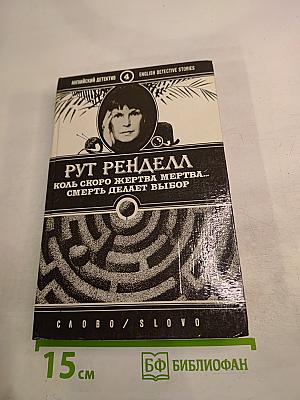 АНГЛИЙСКИЙ ДЕТЕКТИВ 4 ENGLISH DETECTIVE STORIES
РУТ РЕНДЕЛЛ
КОЛЬ СКОРО ЖЕРТВА МЕРТВА...
СМЕРТЬ ДЕЛАЕТ ВЫБОР
СЛОВО / SLOVO
15 см
БФ БИБЛИОФАН